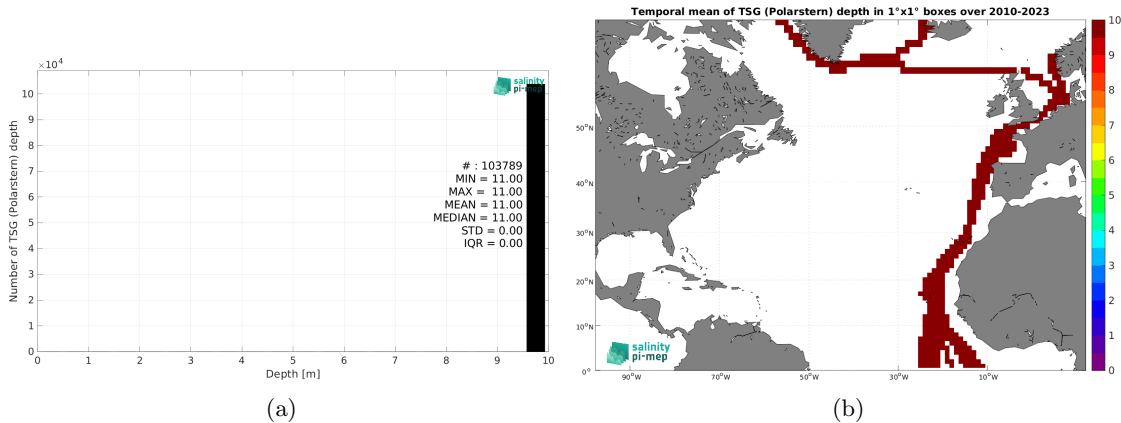 ×10⁴
10
9
8
7
6
5
4
3
2
1
0
Number of TSG (Polarstern) depth
salinity
pi-mep
# : 103789
MIN = 11.00
MAX = 11.00
MEAN = 11.00
MEDIAN = 11.00
STD = 0.00
IQR = 0.00
0 1 2 3 4 5 6 7 8 9 10
Depth [m]
(a)
Temporal mean of TSG (Polarstern) depth in 1°x1° boxes over 2010-2023
50°N
40°N
30°N
20°N
10°N
0°
90°W 70°W 50°W 30°W 10°W
salinity
pi-mep
10
9
8
7
6
5
4
3
2
1
0
(b)